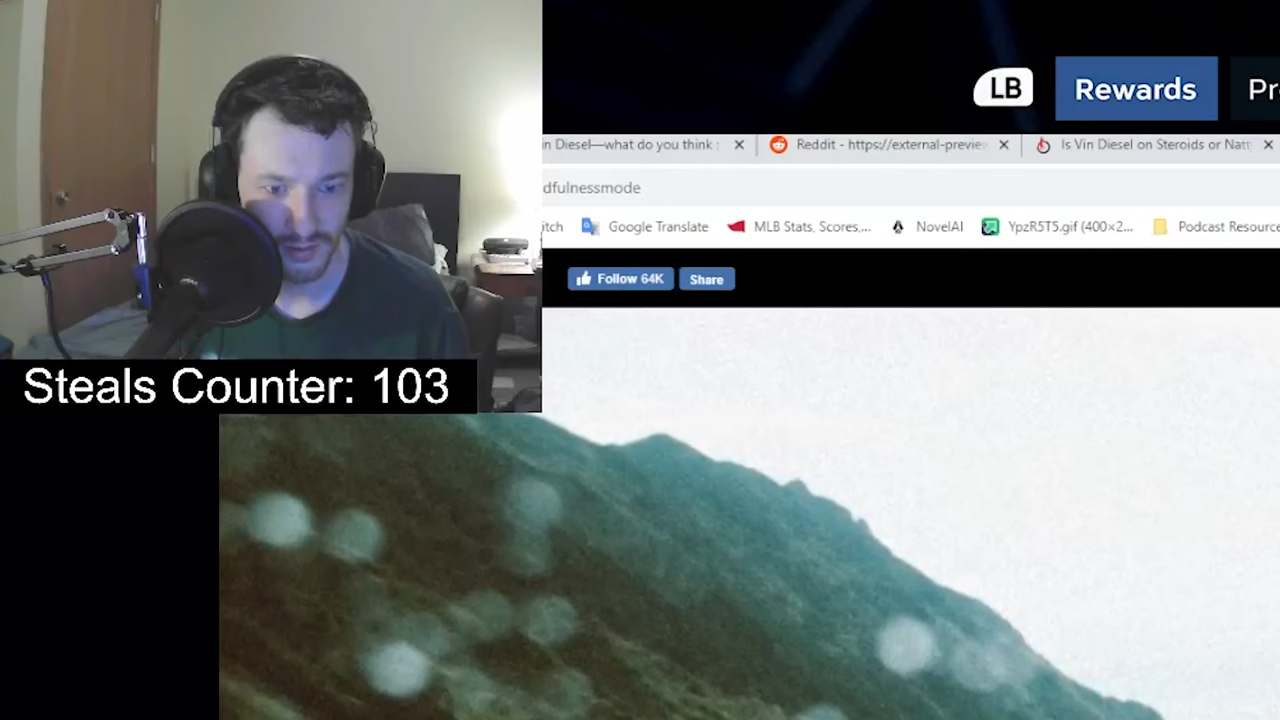 LB
Rewards
Pr
in Diesel—what do you think
Reddit - https://external-preview
Is Vin Diesel on Steroids or Natt
dfulnessmode
itch
Google Translate
MLB Stats, Scores,...
NovelAI
YpzR5T5.gif (400×2...
Podcast Resource
Follow 64K
Share
Steals Counter: 103